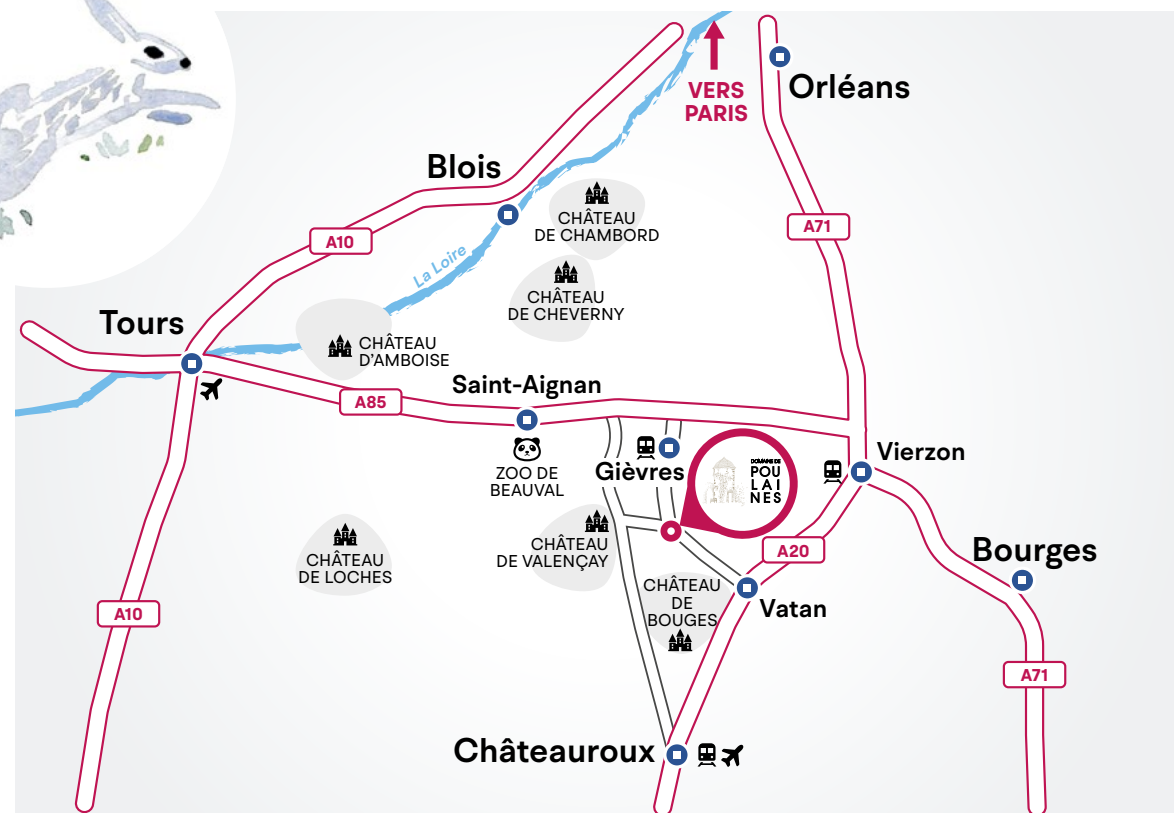 VERS
PARIS
Orléans
Blois
CHÂTEAU
DE CHAMBORD
A71
A10
La Loire
CHÂTEAU
DE CHEVERNY
Tours
CHÂTEAU
D'AMBOISE
Saint-Aignan
A85
ZOO DE
BEAUVAL
Gièvres
DOMAINE DE
POU
LAI
NES
Vierzon
CHÂTEAU
DE VALENÇAY
A20
Bourges
CHÂTEAU
DE LOCHES
CHÂTEAU
DE
BOUGES
Vatan
A10
A71
Châteauroux